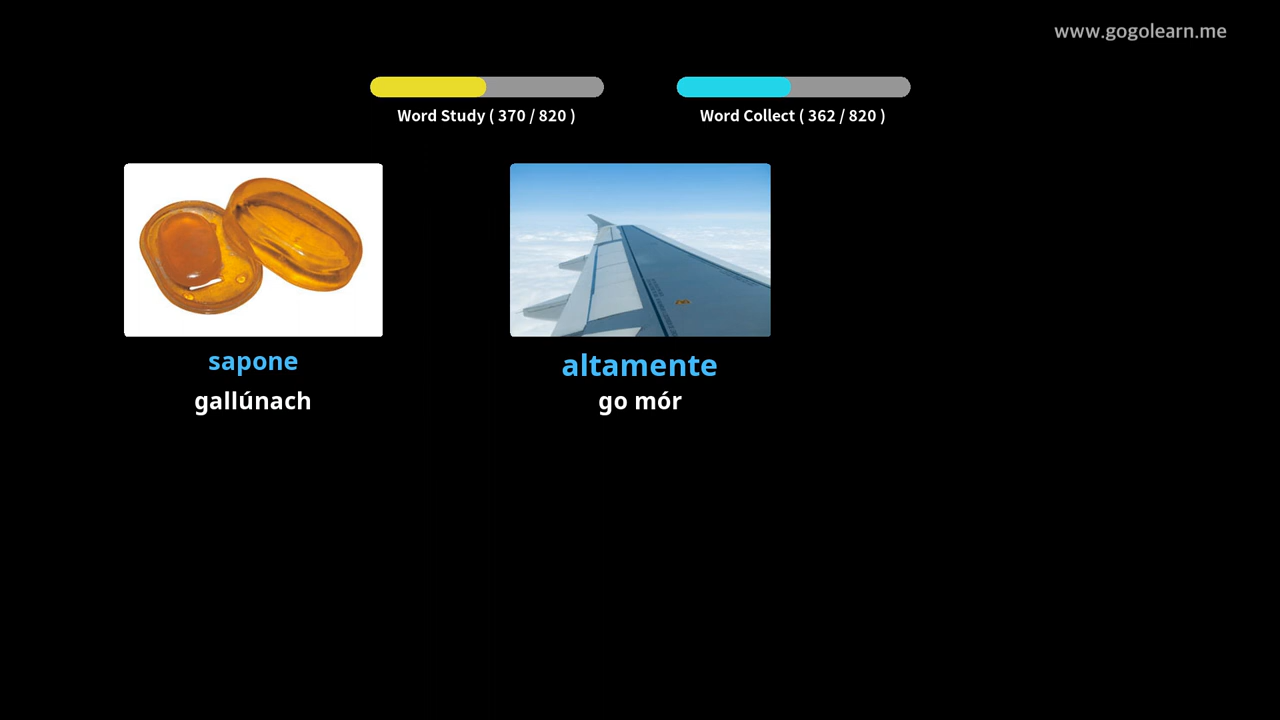 www.gogolearn.me
Word Study ( 370 / 820 )
Word Collect ( 362 / 820 )
sapone
gallúnach
altamente
go mór